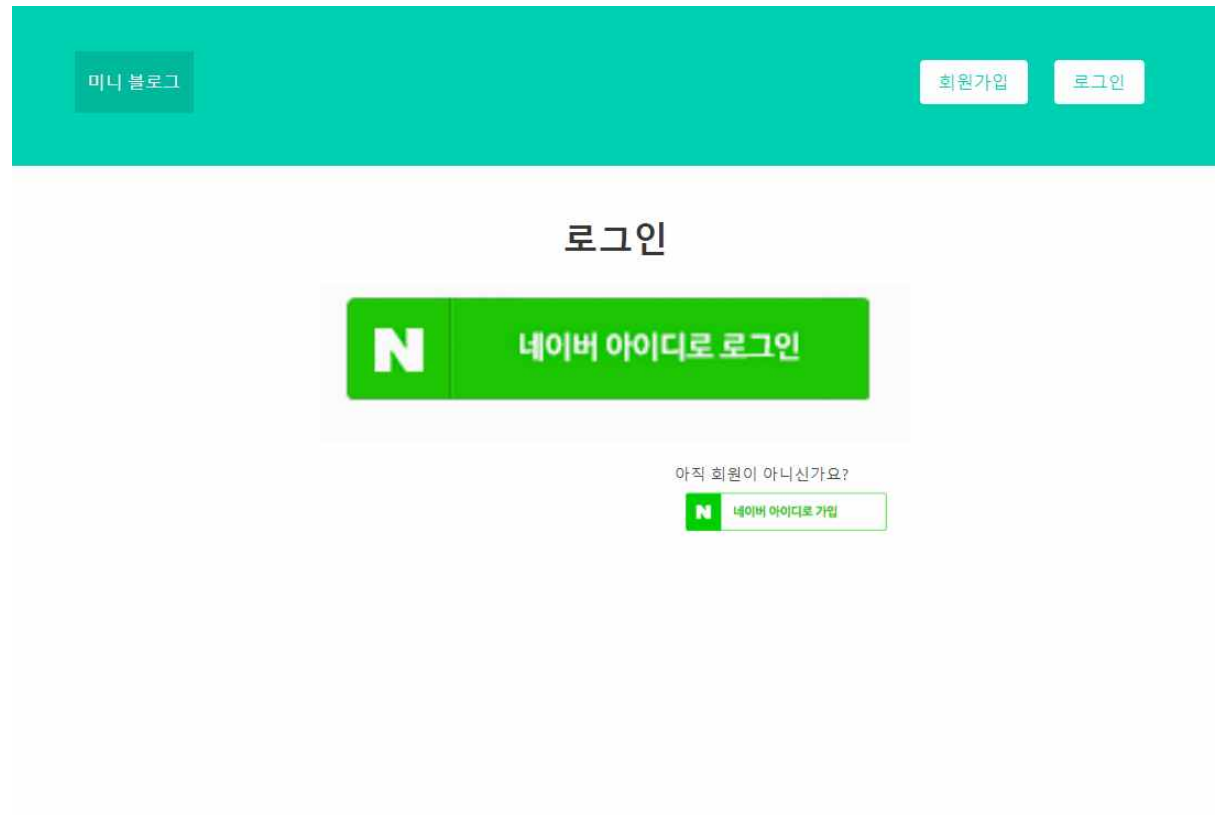 미니 블로그
회원가입
로그인
로그인
N 네이버 아이디로 로그인
아직 회원이 아니신가요?
N 네이버 아이디로 가입